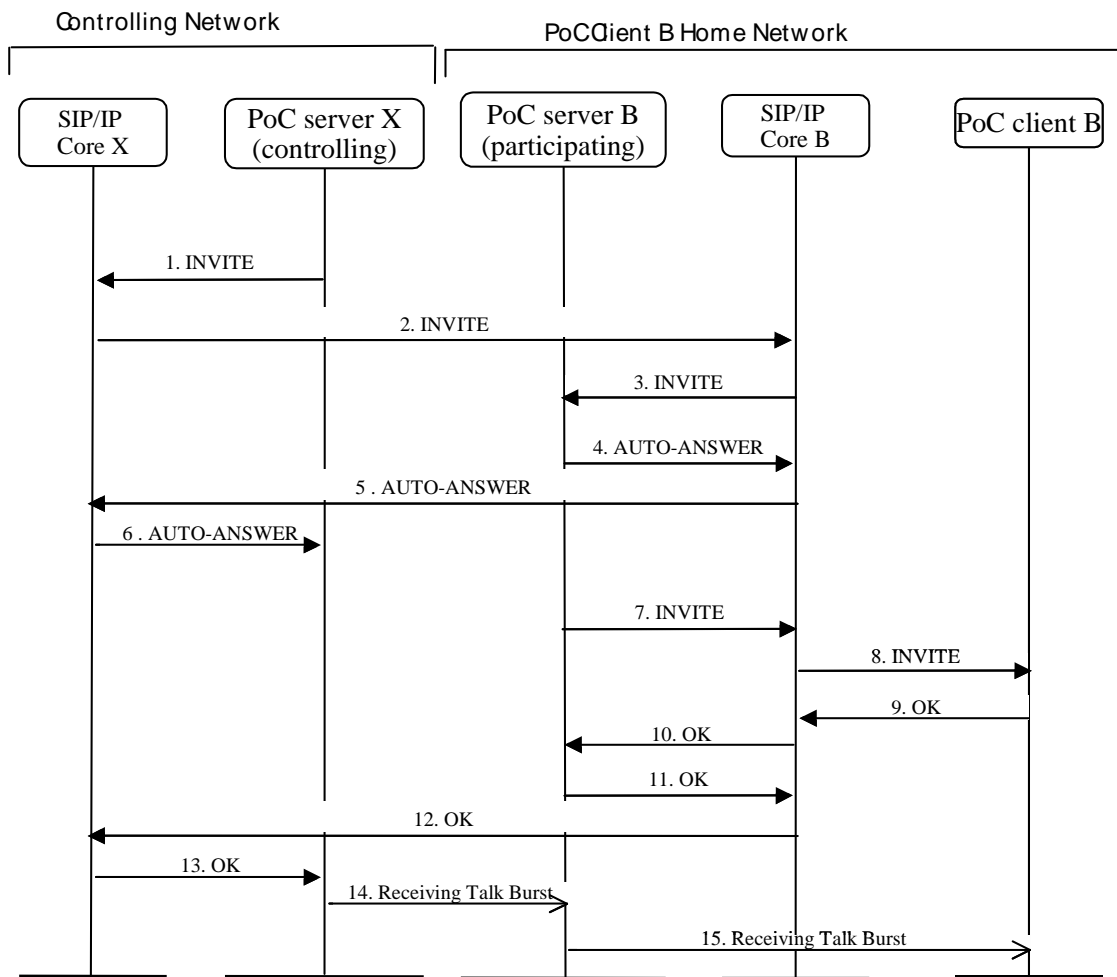 Controlling Network
PoCClient B Home Network
SIP/IP
Core X
PoC server X
(controlling)
PoC server B
(participating)
SIP/IP
Core B
PoC client B
1. INVITE
2. INVITE
3. INVITE
4. AUTO-ANSWER
5 . AUTO-ANSWER
6 . AUTO-ANSWER
7. INVITE
8. INVITE
9. OK
10. OK
11. OK
12. OK
13. OK
14. Receiving Talk Burst
15. Receiving Talk Burst